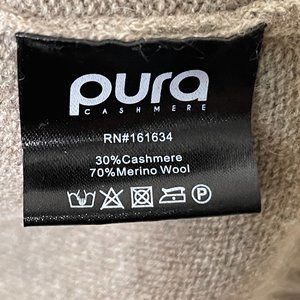 pura
CASHMERE
RN#161634
30%Cashmere
70%Merino Wool
P